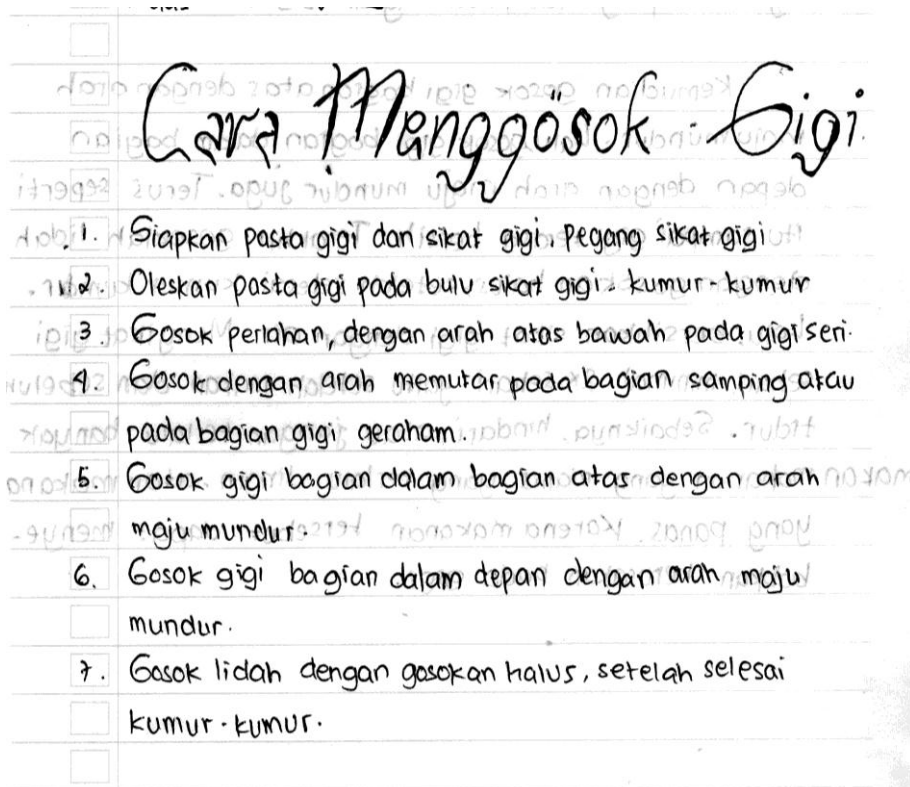 Cara Menggosok Gigi
1. Siapkan pasta gigi dan sikat gigi, pegang sikat gigi
2. Oleskan pasta gigi pada bulu sikat gigi. kumur-kumur
3. Gosok perlahan, dengan arah atas bawah pada gigi seri.
4. Gosok dengan arah memutar pada bagian samping atau
pada bagian gigi geraham.
5. Gosok gigi bagian dalam bagian atas dengan arah
maju mundur.
6. Gosok gigi bagian dalam depan dengan arah maju
mundur.
7. Gosok lidah dengan gosokan halus, setelah selesai
kumur-kumur.